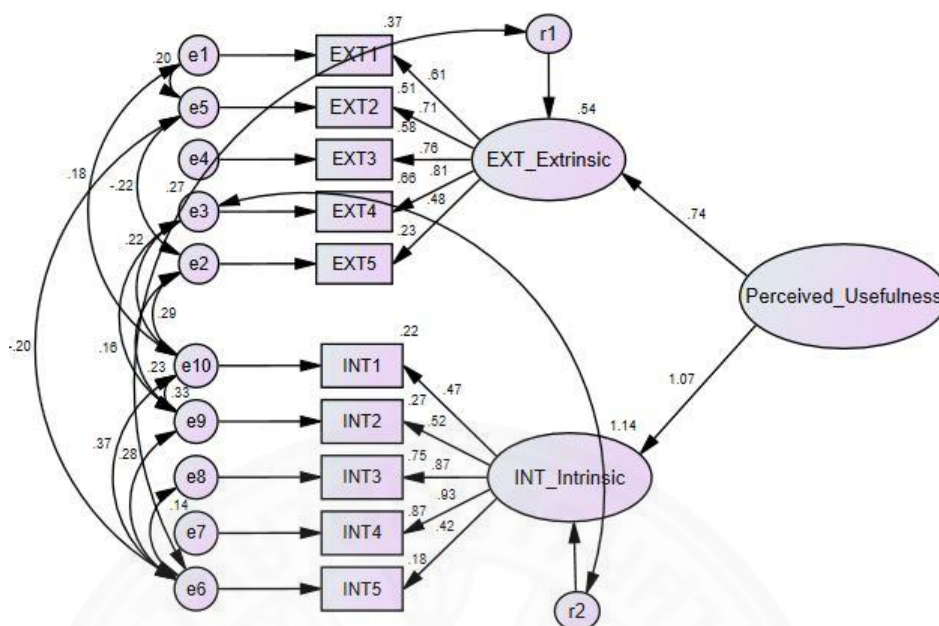 .37
r1
e1
EXT1
.20
.61
.51
e5
EXT2
.71
.54
.58
e4
EXT3
.76
EXT_Extrinsic
.18
-.22
.27
.66
.81
e3
EXT4
.48
.22
.23
.74
e2
EXT5
Perceived_Usefulness
.29
.22
-.20
.16
.23
e10
INT1
1.07
.33
.47
.27
e9
INT2
.52
1.14
.37
.28
.75
.87
e8
INT3
INT_Intrinsic
.14
.93
.87
e7
INT4
.42
.18
e6
INT5
r2